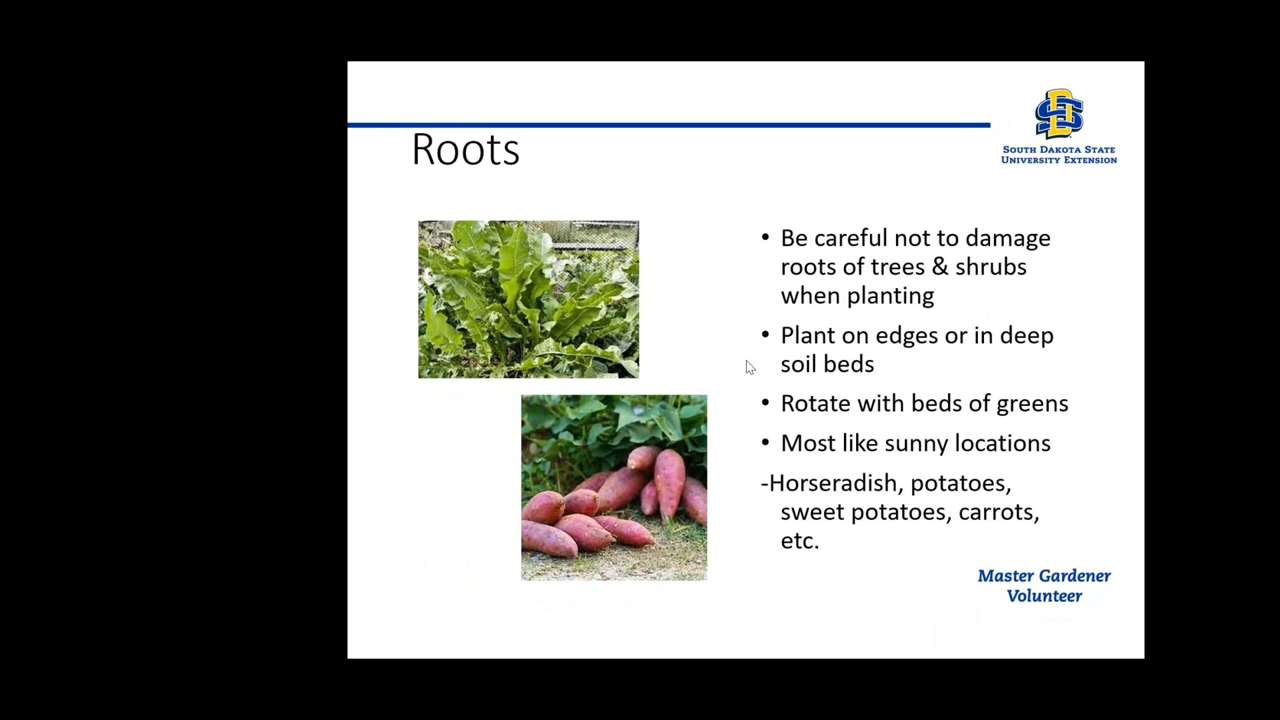 Roots
SOUTH DAKOTA STATE
UNIVERSITY EXTENSION
• Be careful not to damage
roots of trees & shrubs
when planting
• Plant on edges or in deep
soil beds
• Rotate with beds of greens
• Most like sunny locations
-Horseradish, potatoes,
sweet potatoes, carrots,
etc.
Master Gardener
Volunteer